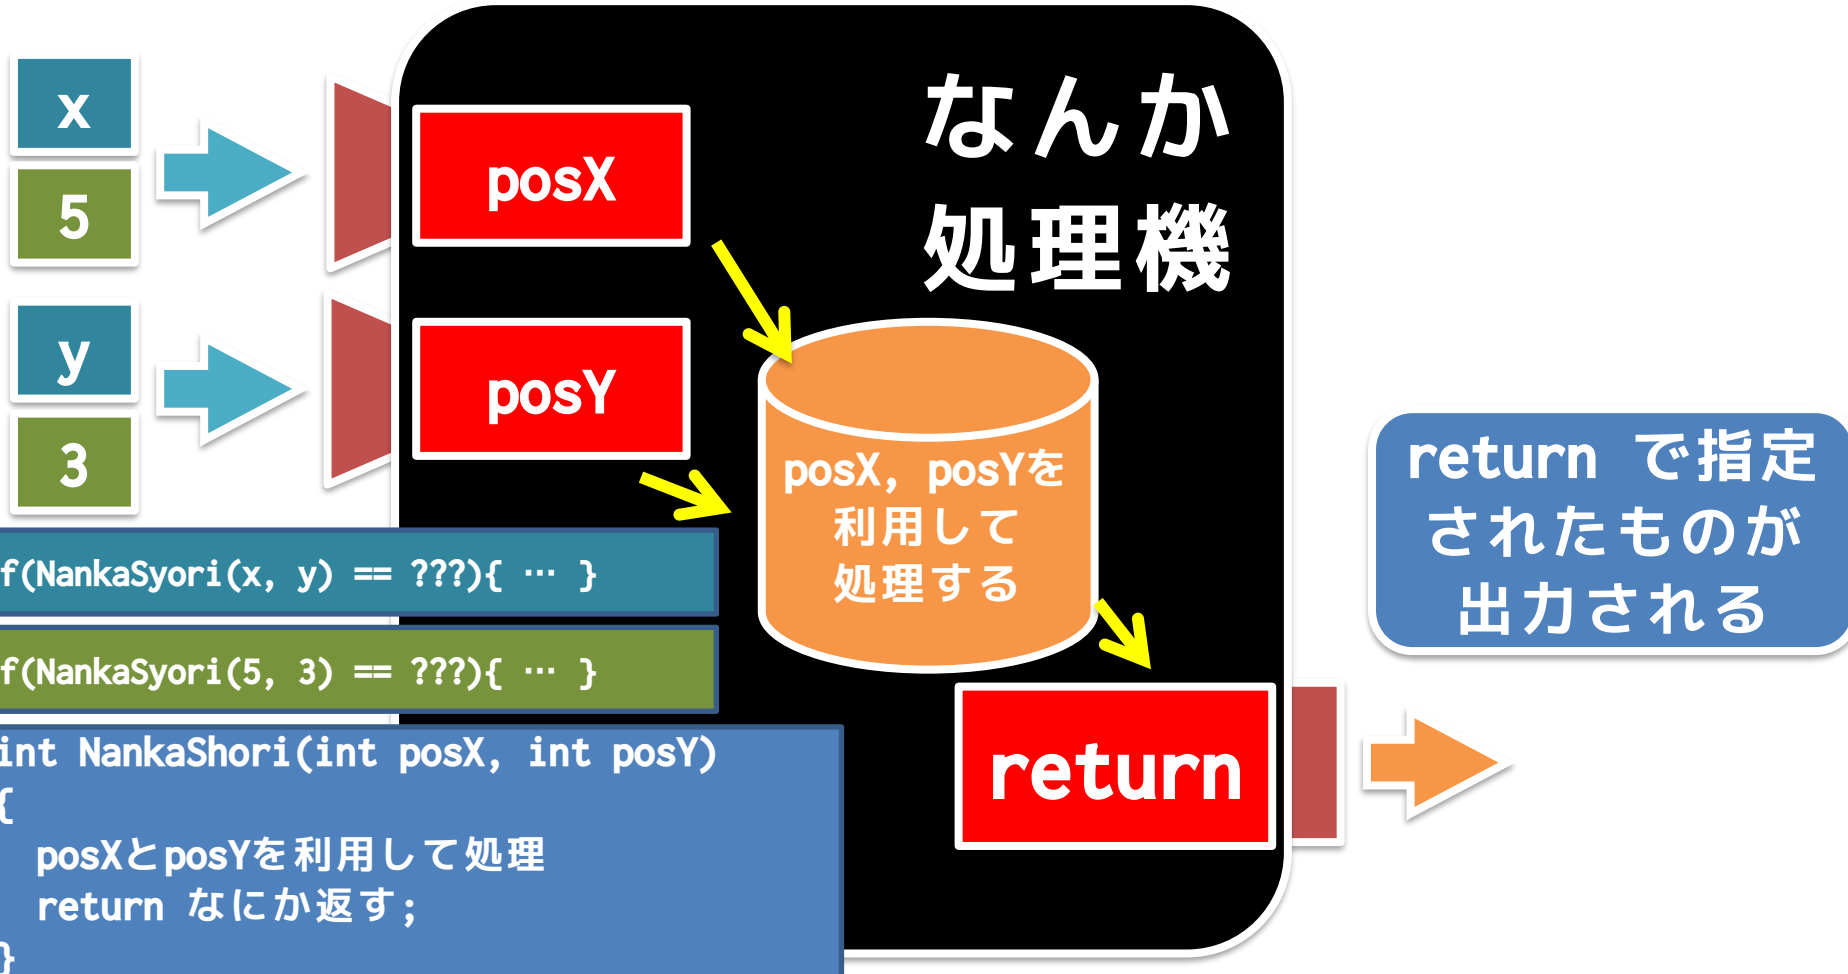 x
5
y
3
posX
posY
なんか
処理機
posX, posYを
利用して
処理する
return
return で指定
されたものが
出力される
f(NankaSyori(x, y) == ???){ … }
f(NankaSyori(5, 3) == ???){ … }
int NankaShori(int posX, int posY)
{
posXとposYを利用して処理
return なにか返す;
}